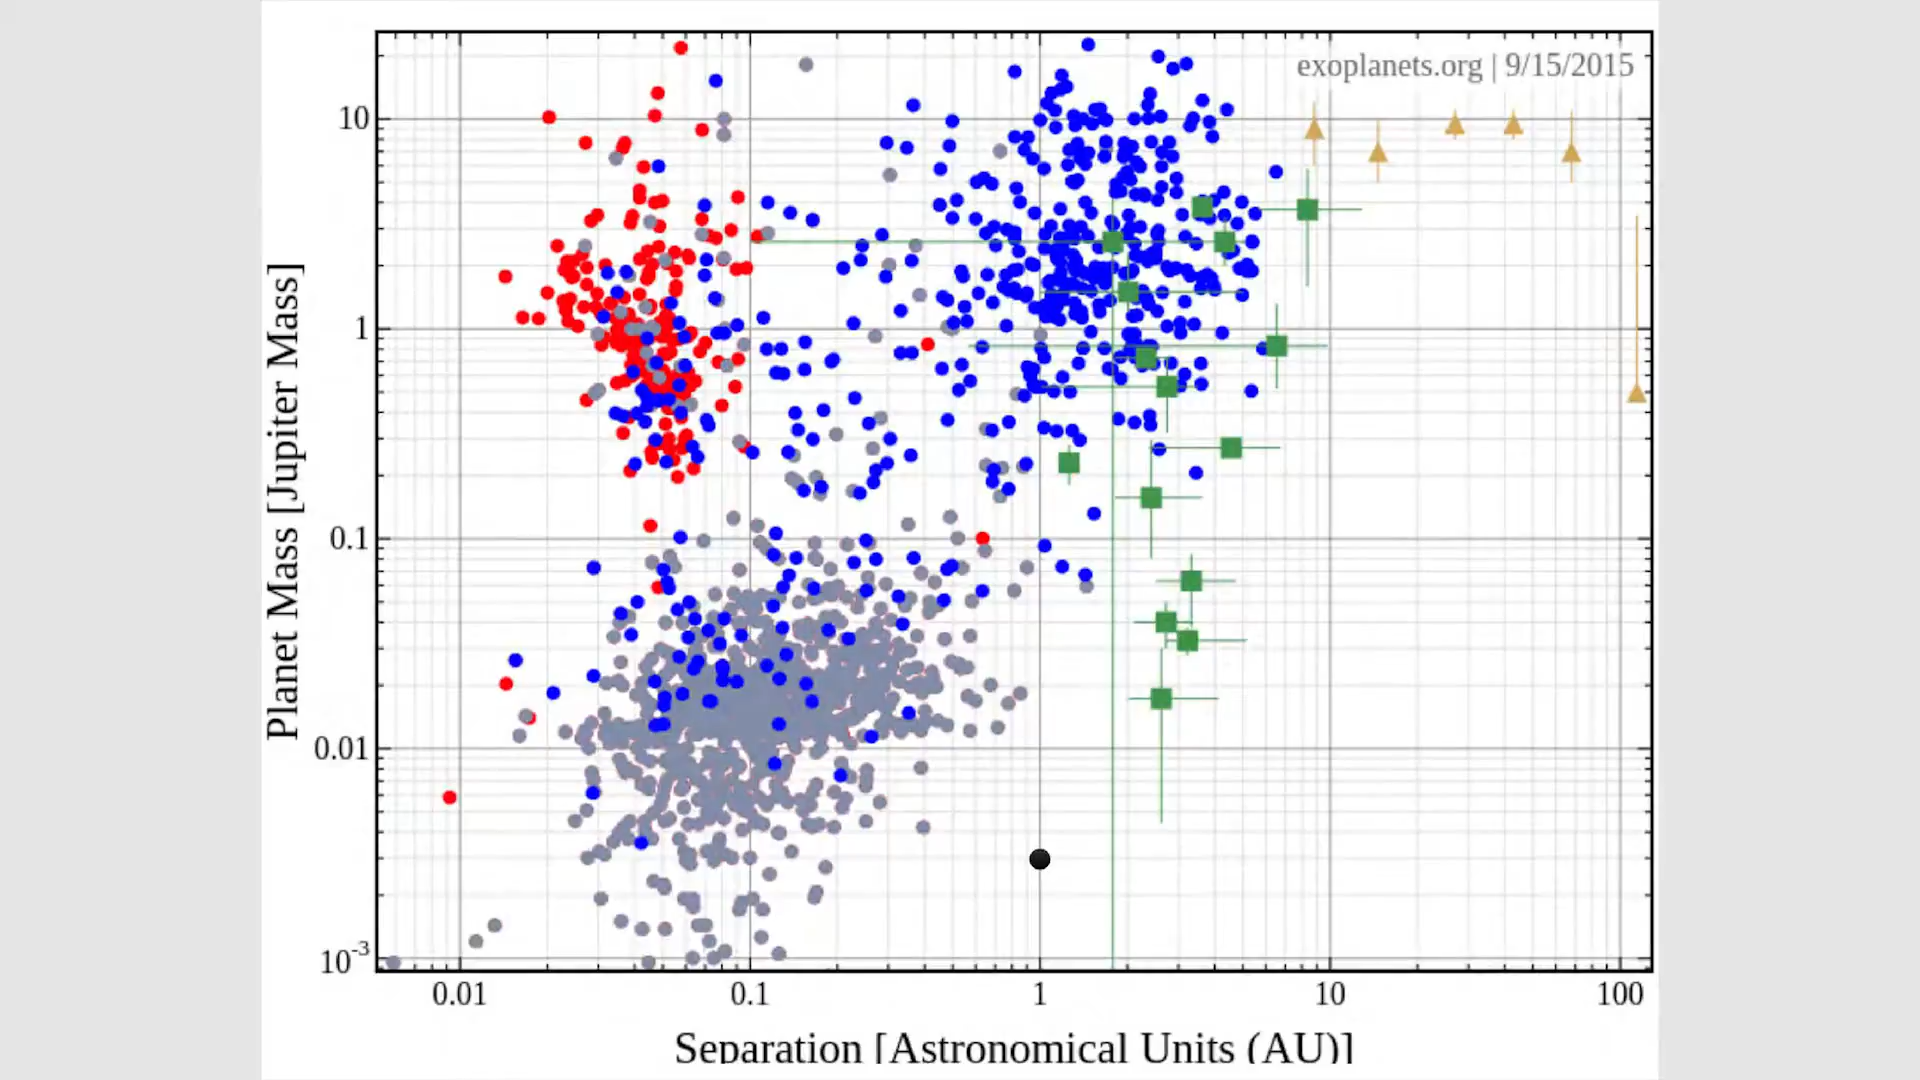 exoplanets.org | 9/15/2015
Planet Mass [Jupiter Mass]
10
1
0.1
0.01
10-3
0.01 0.1 1 10 100
Separation [Astronomical Units (AU)]